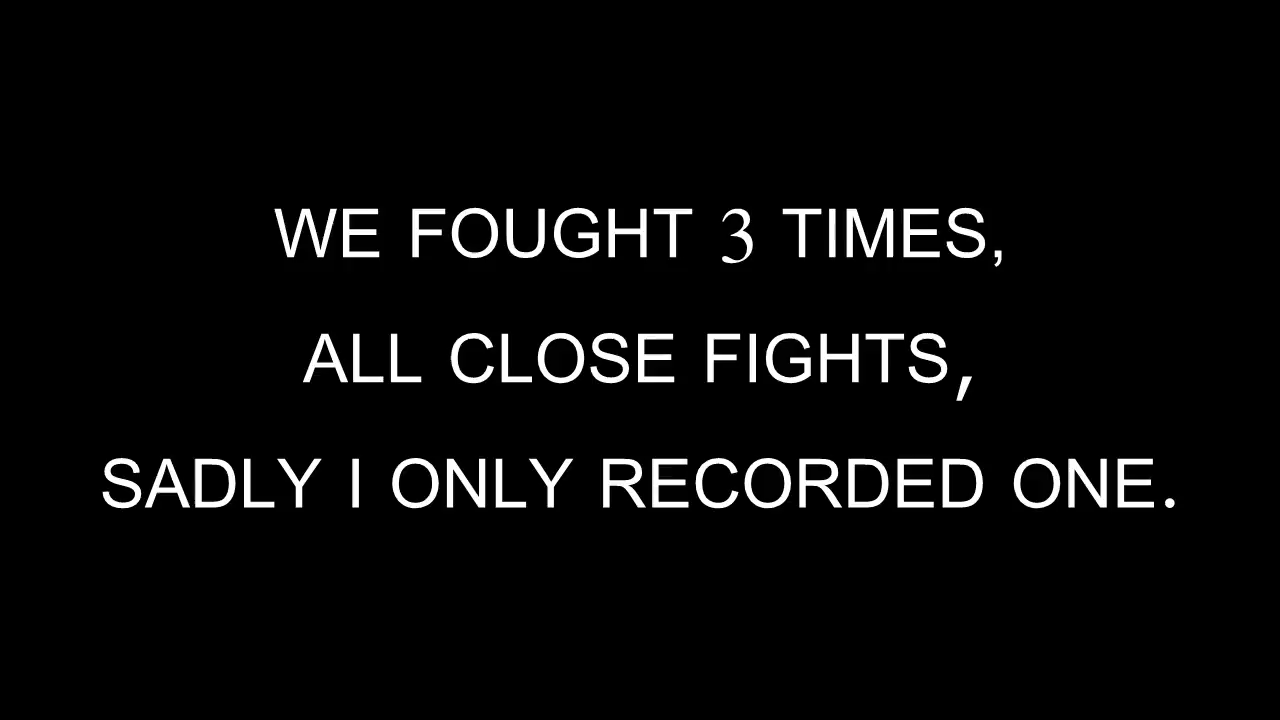 WE FOUGHT 3 TIMES,
ALL CLOSE FIGHTS,
SADLY I ONLY RECORDED ONE.